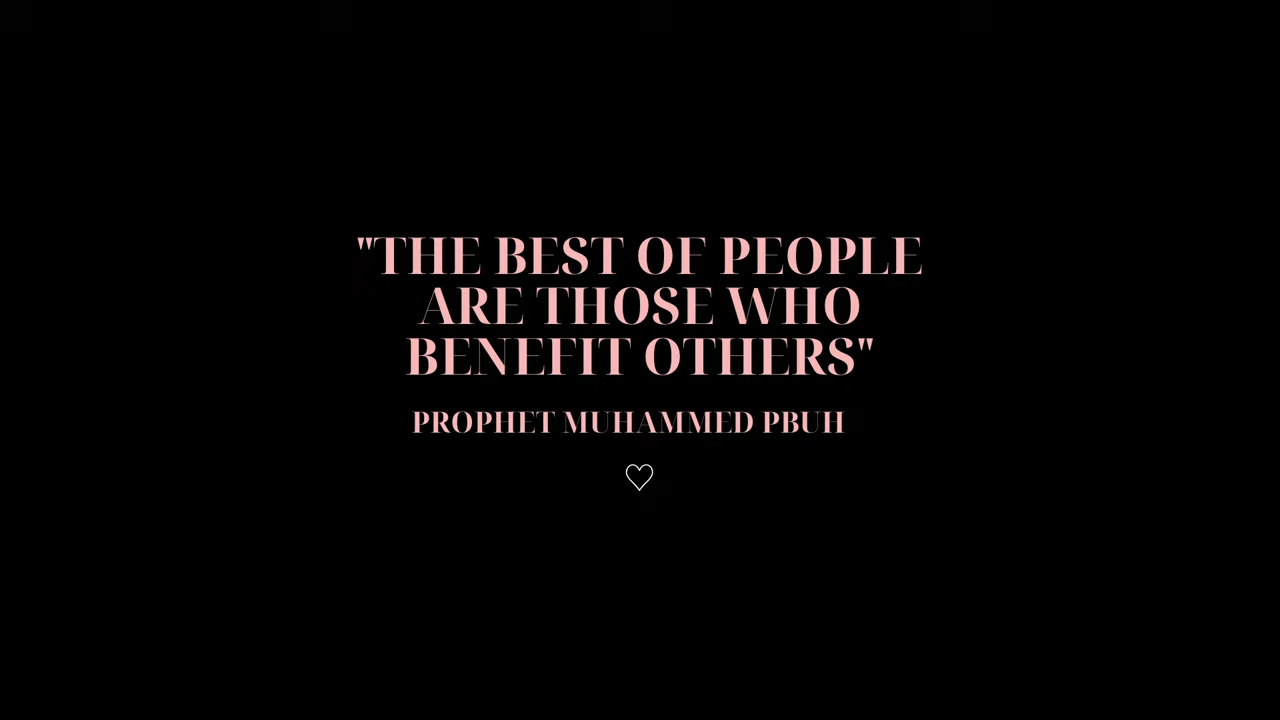 "THE BEST OF PEOPLE
ARE THOSE WHO
BENEFIT OTHERS"
PROPHET MUHAMMED PBUH